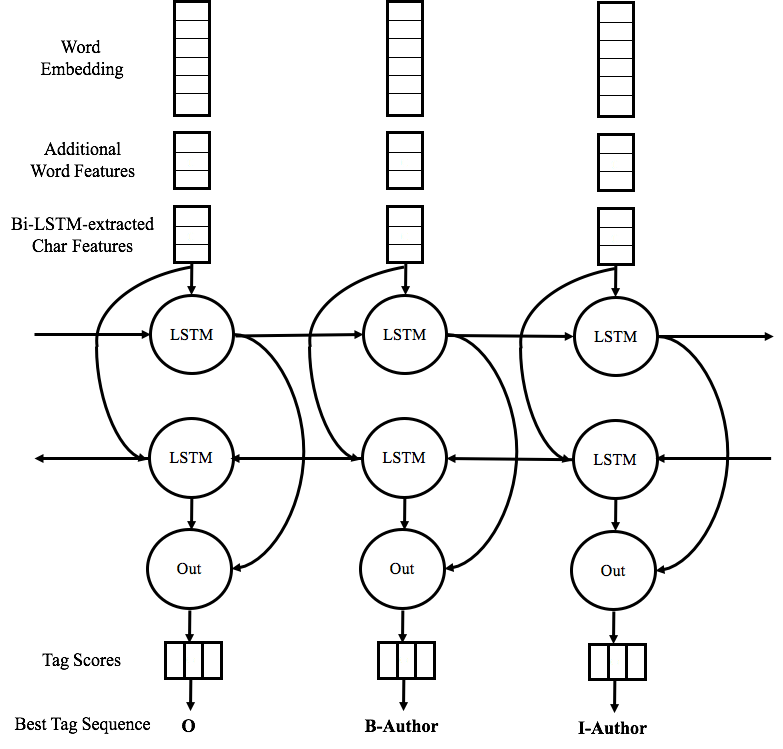 Word
Embedding
Additional
Word Features
Bi-LSTM-extracted
Char Features
LSTM LSTM LSTM
LSTM LSTM LSTM
Out Out Out
Tag Scores
Best Tag Sequence O B-Author I-Author